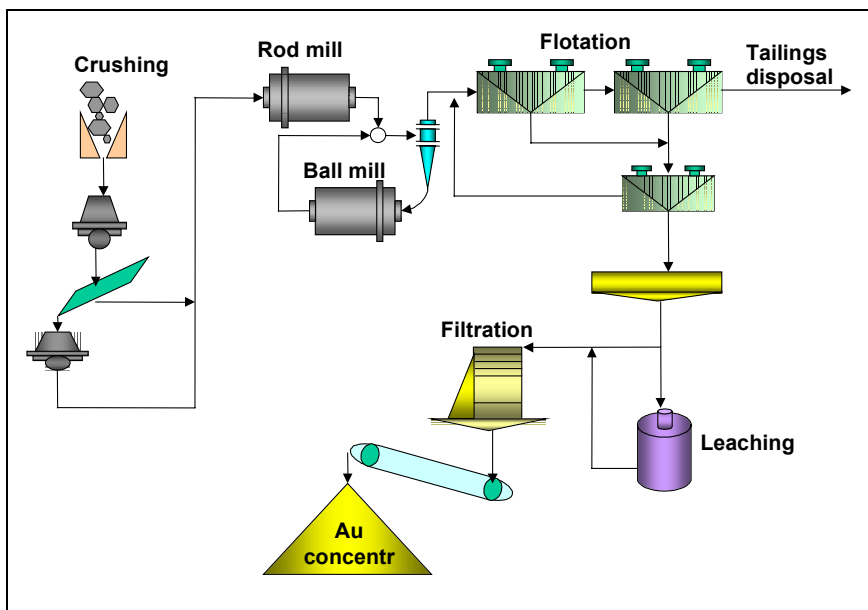 Crushing
Rod mill
Flotation
Tailings
disposal
Ball mill
Filtration
Leaching
Au
concentr